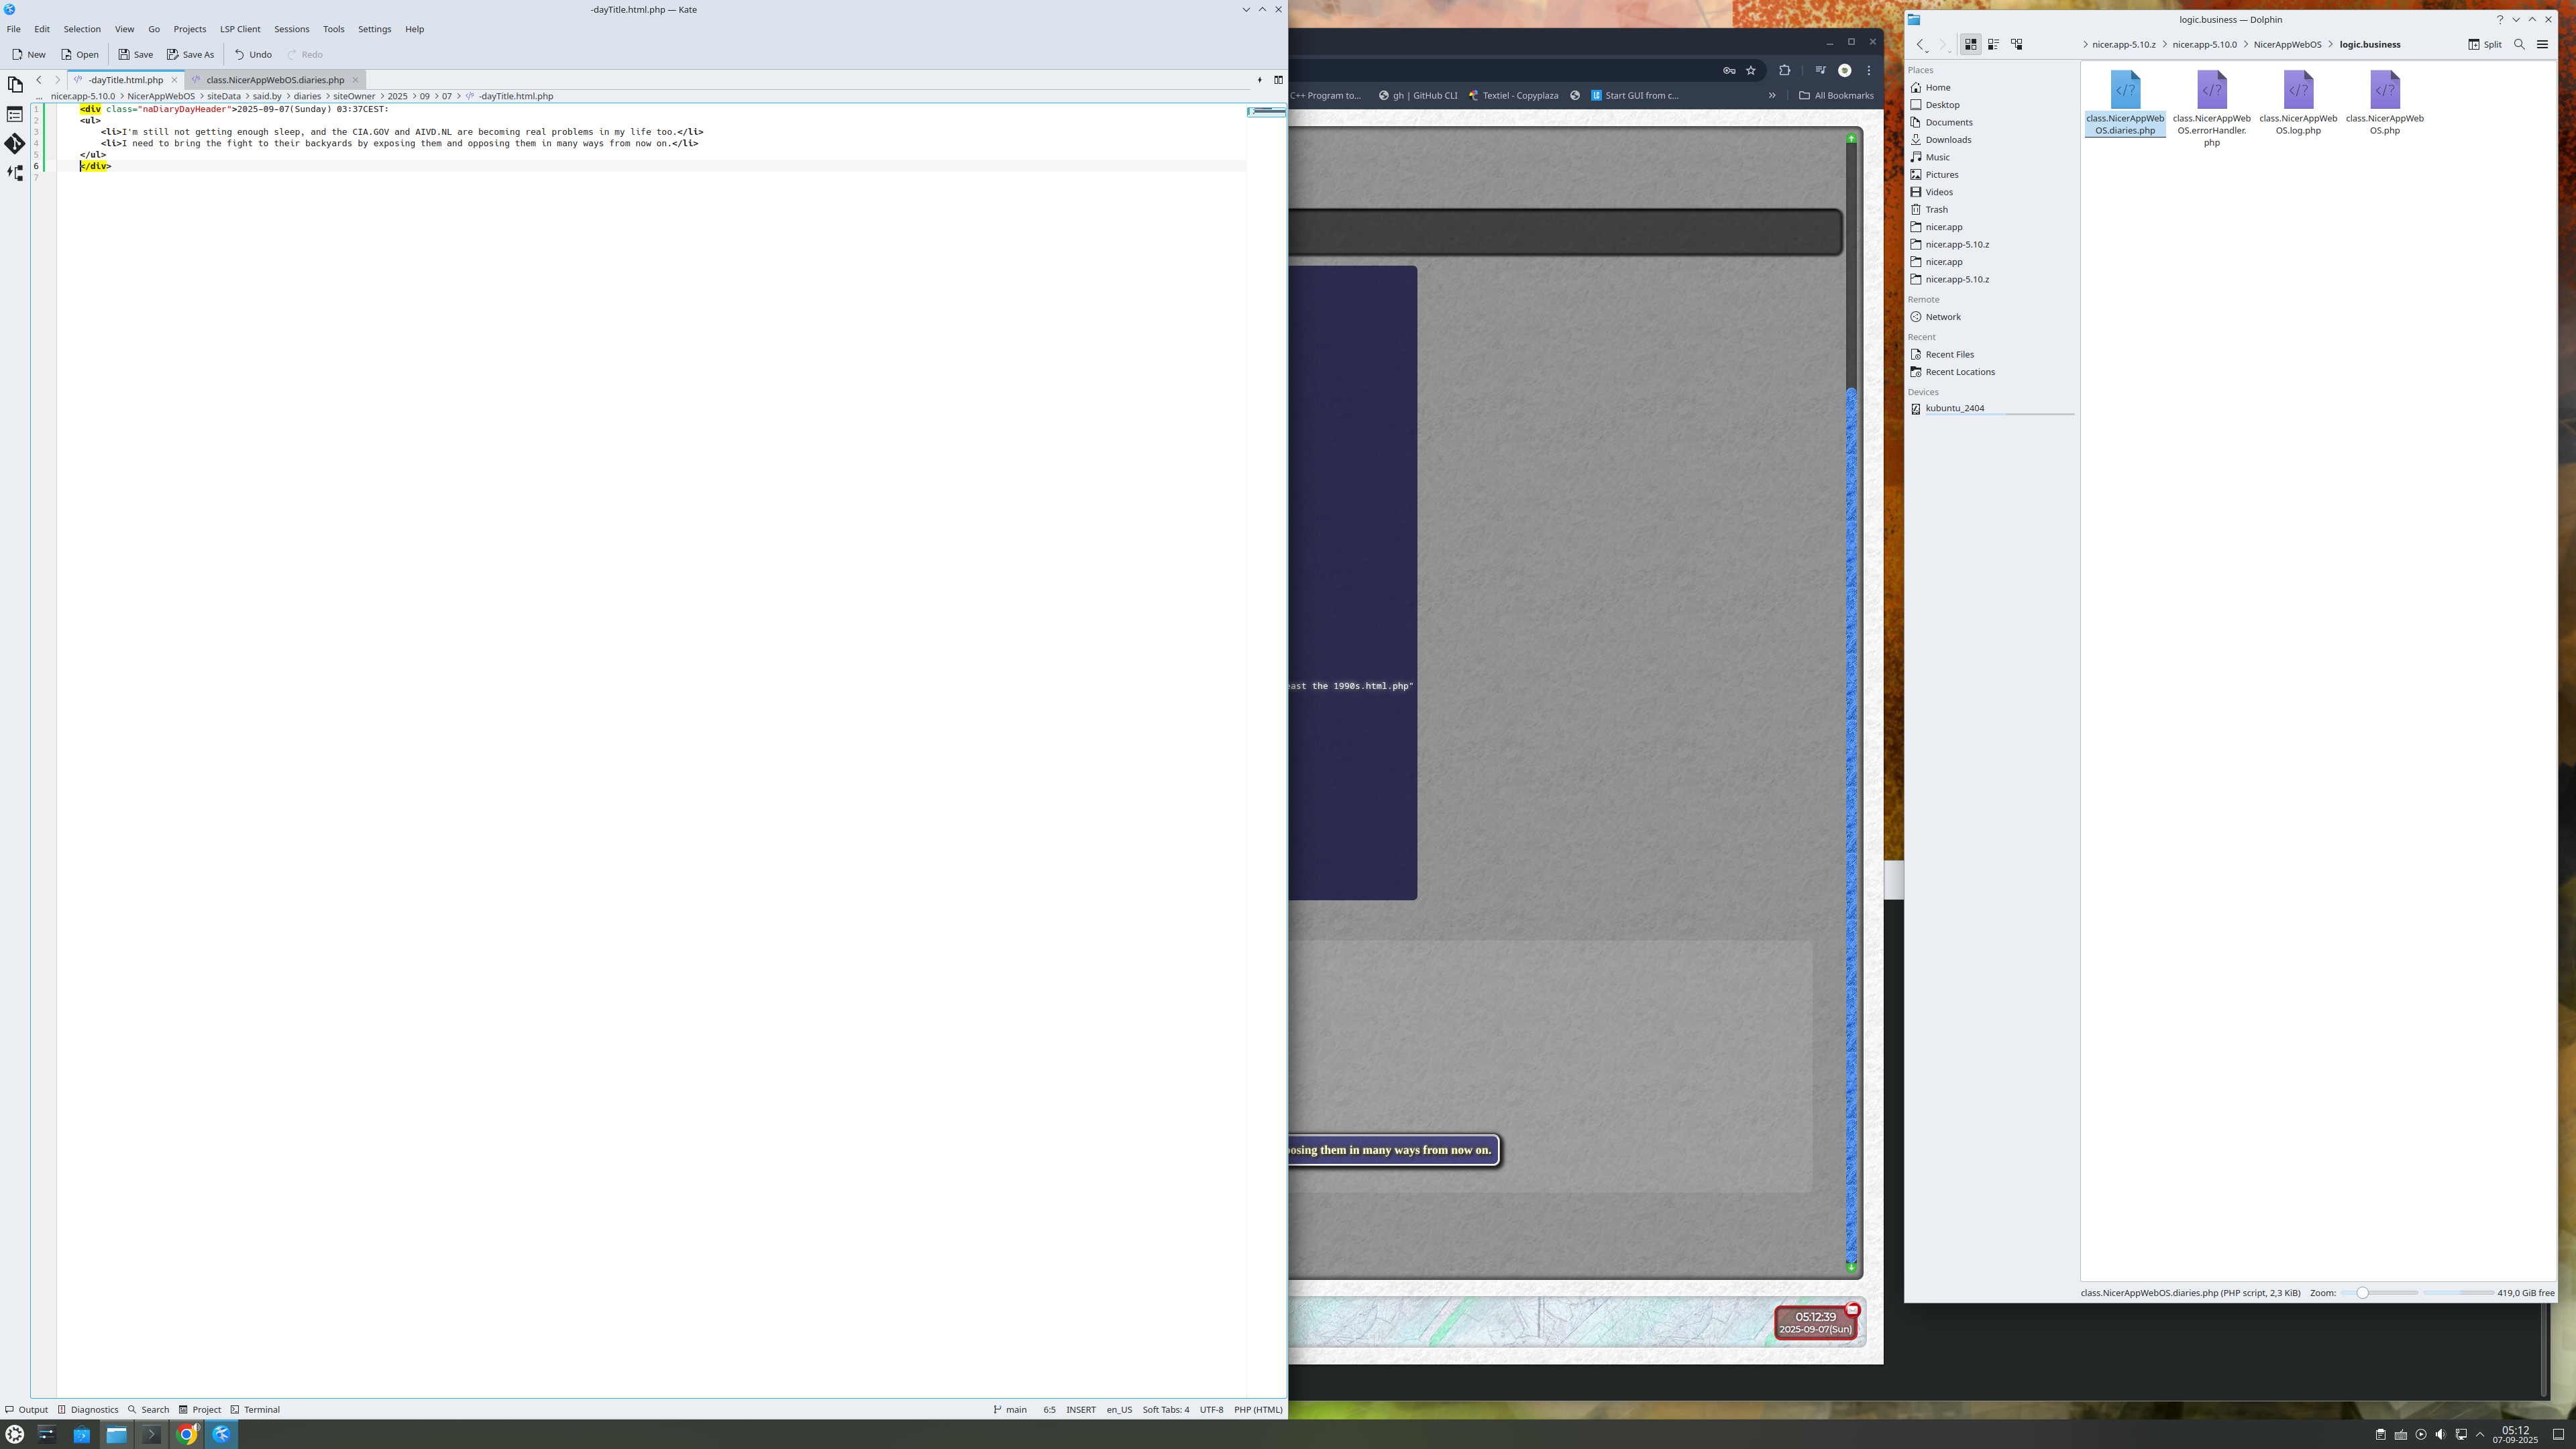 -dayTitle.html.php — Kate
File Edit Selection View Go Projects LSP Client Sessions Tools Settings Help
New Open Save Save As Undo Redo
-dayTitle.html.php class.NicerAppWebOS.diaries.php
... nicer.app-5.10.0 > NicerAppWebOS > siteData > said.by > diaries > siteOwner > 2025 > 09 > 07 > -dayTitle.html.php
1 <div class="naDiaryDayHeader">2025-09-07(Sunday) 03:37CEST:
2 <ul>
3 <li>I'm still not getting enough sleep, and the CIA.GOV and AIVD.NL are becoming real problems in my life too.</li>
4 <li>I need to bring the fight to their backyards by exposing them and opposing them in many ways from now on.</li>
5 </ul>
6 </div>
7
Output Diagnostics Search Project Terminal
main 6:5 INSERT en_US Soft Tabs: 4 UTF-8 PHP (HTML)
C++ Program to... gh | GitHub CLI Textiel - Copyplaza Start GUI from c... » All Bookmarks
east the 1990s.html.php"
posing them in many ways from now on.
05:12:39
2025-09-07(Sun)
logic.business — Dolphin
> nicer.app-5.10.z > nicer.app-5.10.0 > NicerAppWebOS > logic.business
Split
Places
Home
Desktop
Documents
Downloads
Music
Pictures
Videos
Trash
nicer.app
nicer.app-5.10.z
nicer.app
nicer.app-5.10.z
Remote
Network
Recent
Recent Files
Recent Locations
Devices
kubuntu_2404
class.NicerAppWeb class.NicerAppWeb class.NicerAppWeb class.NicerAppWeb
OS.diaries.php OS.errorHandler. OS.log.php OS.php
php
class.NicerAppWebOS.diaries.php (PHP script, 2,3 KiB) Zoom: 419,0 GiB free
05:12
07-09-2025